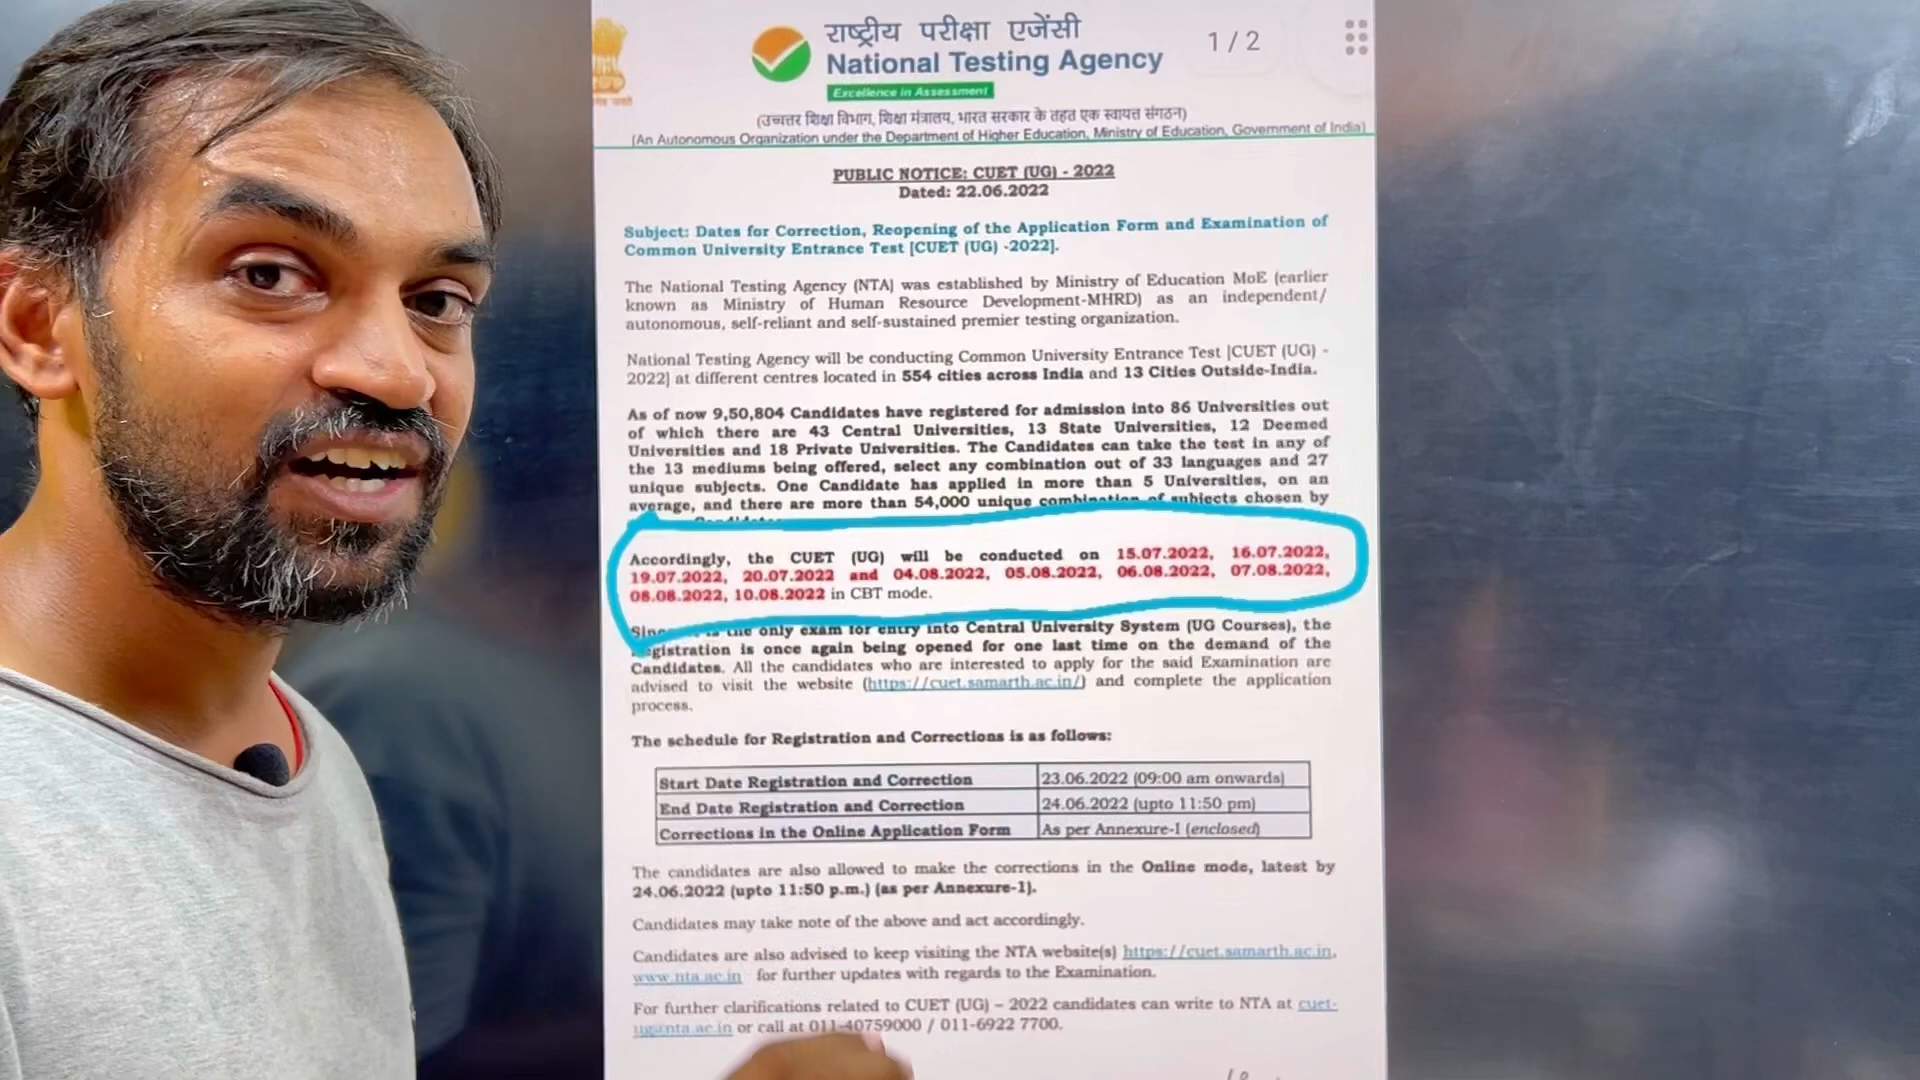 राष्ट्रीय परीक्षा एजेंसी
1 / 2
National Testing Agency
Excellence in Assessment
(उच्चतर शिक्षा विभाग, शिक्षा मंत्रालय, भारत सरकार के तहत एक स्वायत्त संगठन)
(An Autonomous Organization under the Department of Higher Education, Ministry of Education, Government of India)
PUBLIC NOTICE: CUET (UG) - 2022
Dated: 22.06.2022
Subject: Dates for Correction, Reopening of the Application Form and Examination of
Common University Entrance Test [CUET (UG) -2022].
The National Testing Agency (NTA) was established by Ministry of Education MoE (earlier
known as Ministry of Human Resource Development-MHRD) as an independent/
autonomous, self-reliant and self-sustained premier testing organization.
National Testing Agency will be conducting Common University Entrance Test [CUET (UG) -
2022] at different centres located in 554 cities across India and 13 Cities Outside-India.
As of now 9,50,804 Candidates have registered for admission into 86 Universities out
of which there are 43 Central Universities, 13 State Universities, 12 Deemed
Universities and 18 Private Universities. The Candidates can take the test in any of
the 13 mediums being offered, select any combination out of 33 languages and 27
unique subjects. One Candidate has applied in more than 5 Universities, on an
average, and there are more than 54,000 unique combination of subjects chosen by
Accordingly, the CUET (UG) will be conducted on 15.07.2022, 16.07.2022,
19.07.2022, 20.07.2022 and 04.08.2022, 05.08.2022, 06.08.2022, 07.08.2022,
08.08.2022, 10.08.2022 in CBT mode.
the only exam for entry into Central University System (UG Courses), the
registration is once again being opened for one last time on the demand of the
Candidates. All the candidates who are interested to apply for the said Examination are
advised to visit the website (https://cuet.samarth.ac.in/) and complete the application
process.
The schedule for Registration and Corrections is as follows:
Start Date Registration and Correction 23.06.2022 (09:00 am onwards)
End Date Registration and Correction 24.06.2022 (upto 11:50 pm)
Corrections in the Online Application Form As per Annexure-1 (enclosed)
The candidates are also allowed to make the corrections in the Online mode, latest by
24.06.2022 (upto 11:50 p.m.) (as per Annexure-1).
Candidates may take note of the above and act accordingly.
Candidates are also advised to keep visiting the NTA website(s) https://cuet.samarth.ac.in,
www.nta.ac.in for further updates with regards to the Examination.
For further clarifications related to CUET (UG) – 2022 candidates can write to NTA at cuet-
ug@nta.ac.in or call at 011-40759000 / 011-6922 7700.